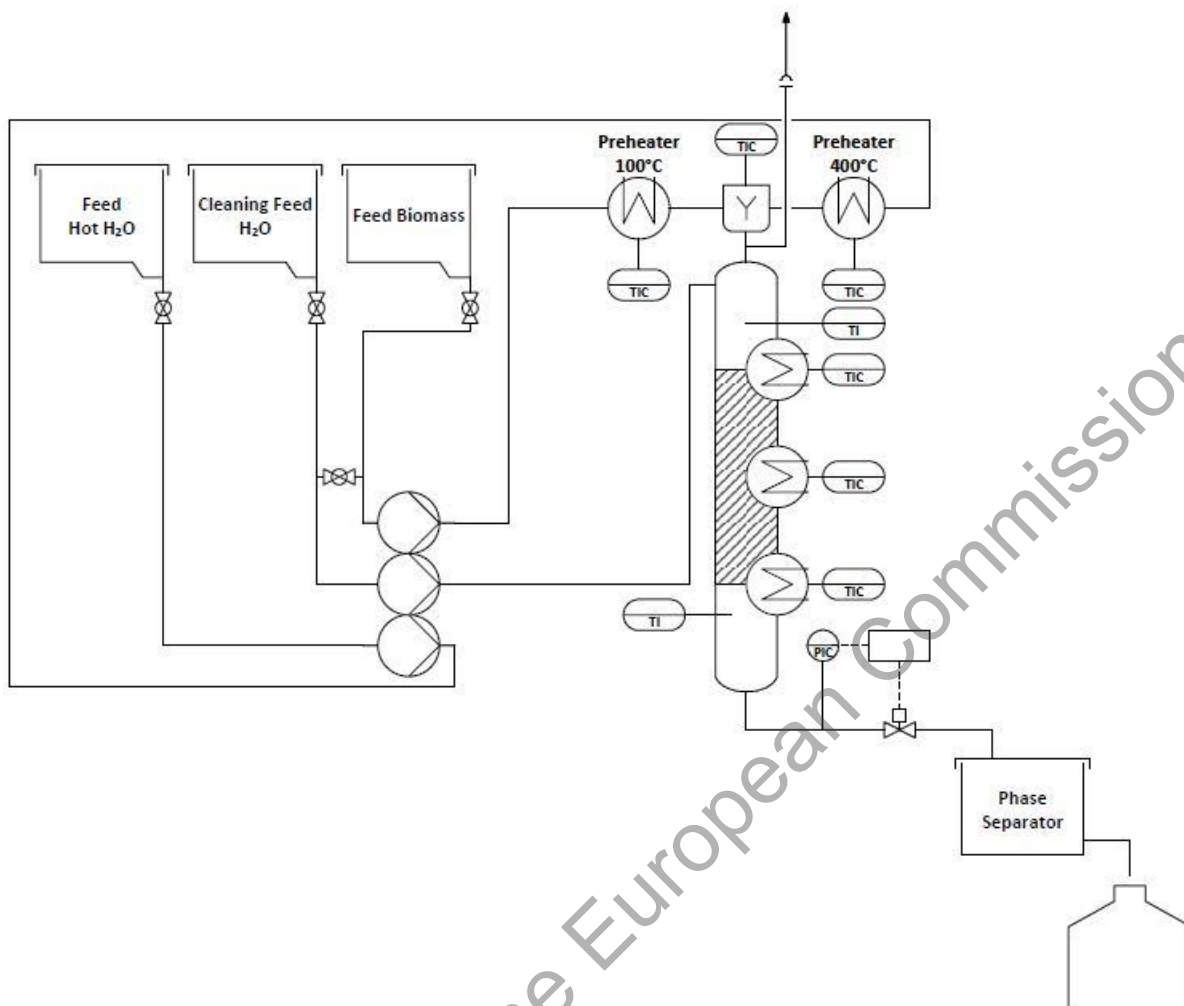 Preheater
100°C
TIC
Preheater
400°C
Feed
Hot H₂O
Cleaning Feed
H₂O
Feed Biomass
Y
TIC
TIC
TI
TIC
TIC
TIC
TI
PIC
Phase
Separator
e European Commission